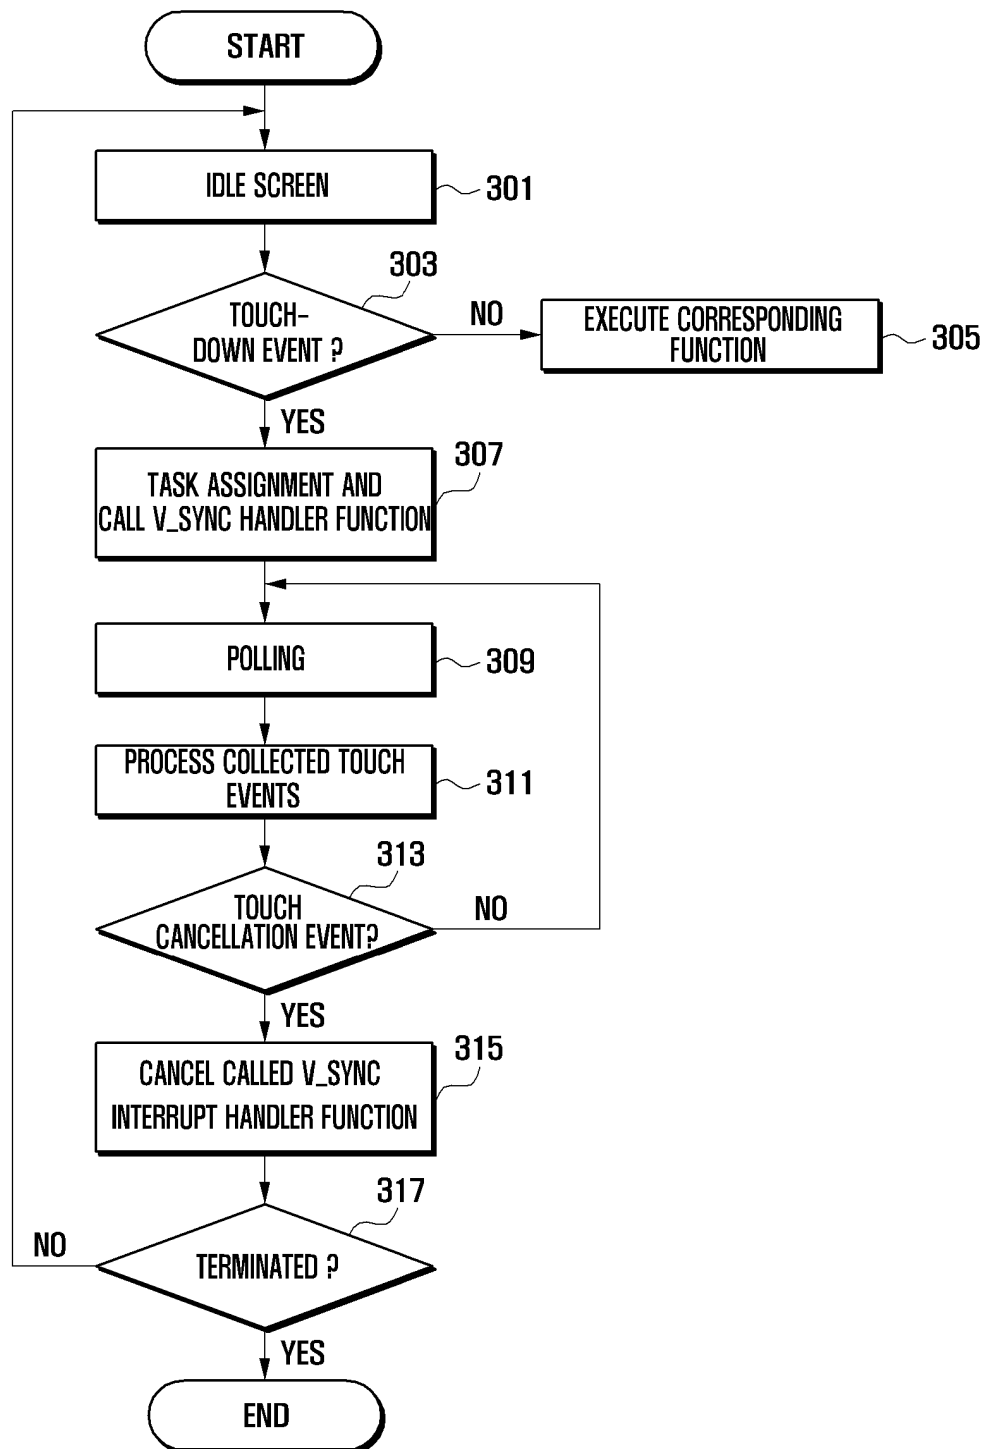 START
IDLE SCREEN
301
303
TOUCH-
DOWN EVENT ?
NO
EXECUTE CORRESPONDING
FUNCTION
305
YES
307
TASK ASSIGNMENT AND
CALL V_SYNC HANDLER FUNCTION
POLLING
309
PROCESS COLLECTED TOUCH
EVENTS
311
313
TOUCH
CANCELLATION EVENT?
NO
YES
315
CANCEL CALLED V_SYNC
INTERRUPT HANDLER FUNCTION
317
NO
TERMINATED ?
YES
END